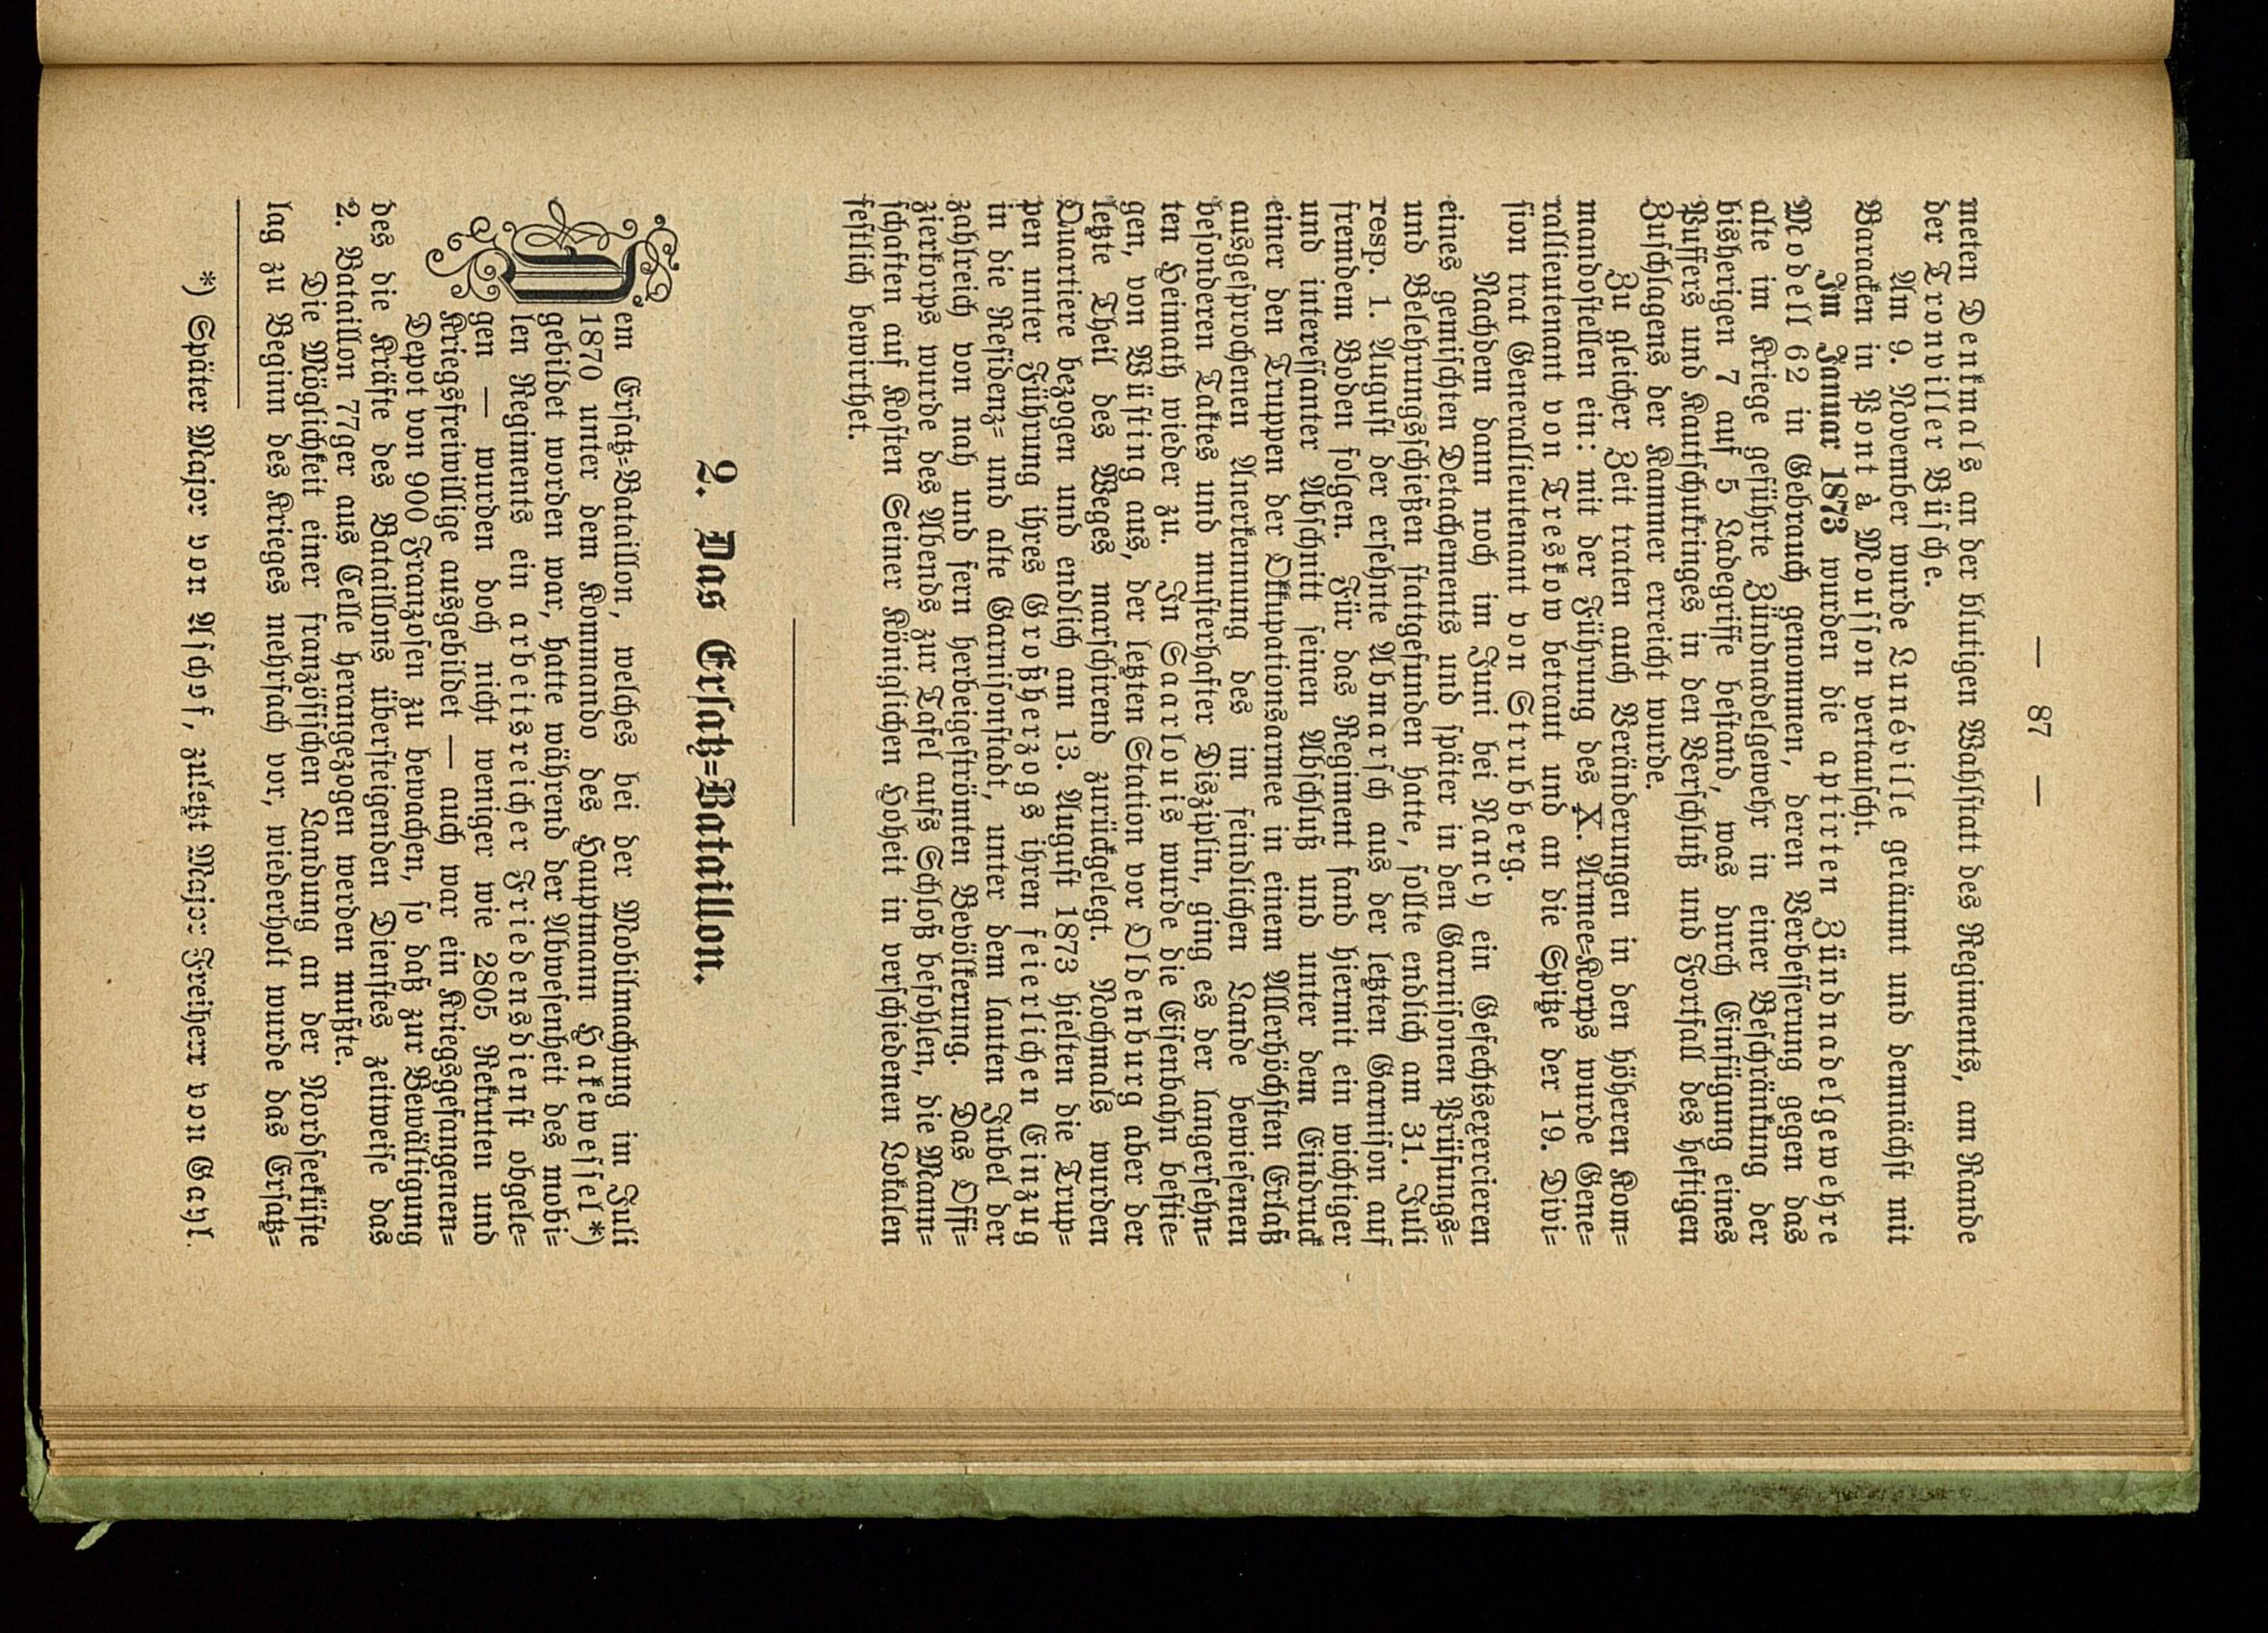 — 87 —
meten Denkmals an der blutigen Wahlstatt des Regiments, am Rande
der Tronviller Büsche.
Am 9. November wurde Lunéville geräumt und demnächst mit
Baracken in Pont à Mousson vertauscht.
Im Januar 1873 wurden die aptirten Zündnadelgewehre
Modell 62 in Gebrauch genommen, deren Verbesserung gegen das
alte im Kriege geführte Zündnadelgewehr in einer Beschränkung der
bisherigen 7 auf 5 Ladegriffe bestand, was durch Einfügung eines
Puffers und Kautschukringes in den Verschluß und Fortfall des heftigen
Zuschlagens der Kammer erreicht wurde.
Zu gleicher Zeit traten auch Veränderungen in den höheren Kom=
mandostellen ein: mit der Führung des X. Armee=Korps wurde Gene=
rallieutenant von Treskow betraut und an die Spitze der 19. Divi=
sion trat Generallieutenant von Strubberg.
Nachdem dann noch im Juni bei Nancy ein Gefechtsexercieren
eines gemischten Detachements und später in den Garnisonen Prüfungs=
und Belehrungsschießen stattgefunden hatte, sollte endlich am 31. Juli
resp. 1. August der ersehnte Abmarsch aus der letzten Garnison auf
fremdem Boden folgen. Für das Regiment fand hiermit ein wichtiger
und interessanter Abschnitt seinen Abschluß und unter dem Eindruck
einer den Truppen der Okkupationsarmee in einem Allerhöchsten Erlaß
ausgesprochenen Anerkennung des im feindlichen Lande bewiesenen
besonderen Taktes und musterhafter Disziplin, ging es der langersehn=
ten Heimath wieder zu. In Saarlouis wurde die Eisenbahn bestie=
gen, von Wüsting aus, der letzten Station vor Oldenburg aber der
letzte Theil des Weges marschirend zurückgelegt. Nochmals wurden
Quartiere bezogen und endlich am 13. August 1873 hielten die Trup=
pen unter Führung ihres Großherzogs ihren feierlichen Einzug
in die Residenz= und alte Garnisonstadt, unter dem lauten Jubel der
zahlreich von nah und fern herbeigeströmten Bevölkerung. Das Offi=
zierkorps wurde des Abends zur Tafel aufs Schloß befohlen, die Mann=
schaften auf Kosten Seiner Königlichen Hoheit in verschiedenen Lokalen
festlich bewirthet.
2. Das Ersatz=Bataillon.
Dem Ersatz=Bataillon, welches bei der Mobilmachung im Juli
1870 unter dem Kommando des Hauptmann Hakewessel*)
gebildet worden war, hatte während der Abwesenheit des mobi=
len Regiments ein arbeitsreicher Friedensdienst obgele=
gen — wurden doch nicht weniger wie 2805 Rekruten und
Kriegsfreiwillige ausgebildet — auch war ein Kriegsgefangenen=
Depot von 900 Franzosen zu bewachen, so daß zur Bewältigung
des die Kräfte des Bataillons übersteigenden Dienstes zeitweise das
2. Bataillon 77ger aus Celle herangezogen werden mußte.
Die Möglichkeit einer französischen Landung an der Nordseeküste
lag zu Beginn des Krieges mehrfach vor, wiederholt wurde das Ersatz=
*) Später Major von Aschof, zuletzt Major Freiherr von Gayl.